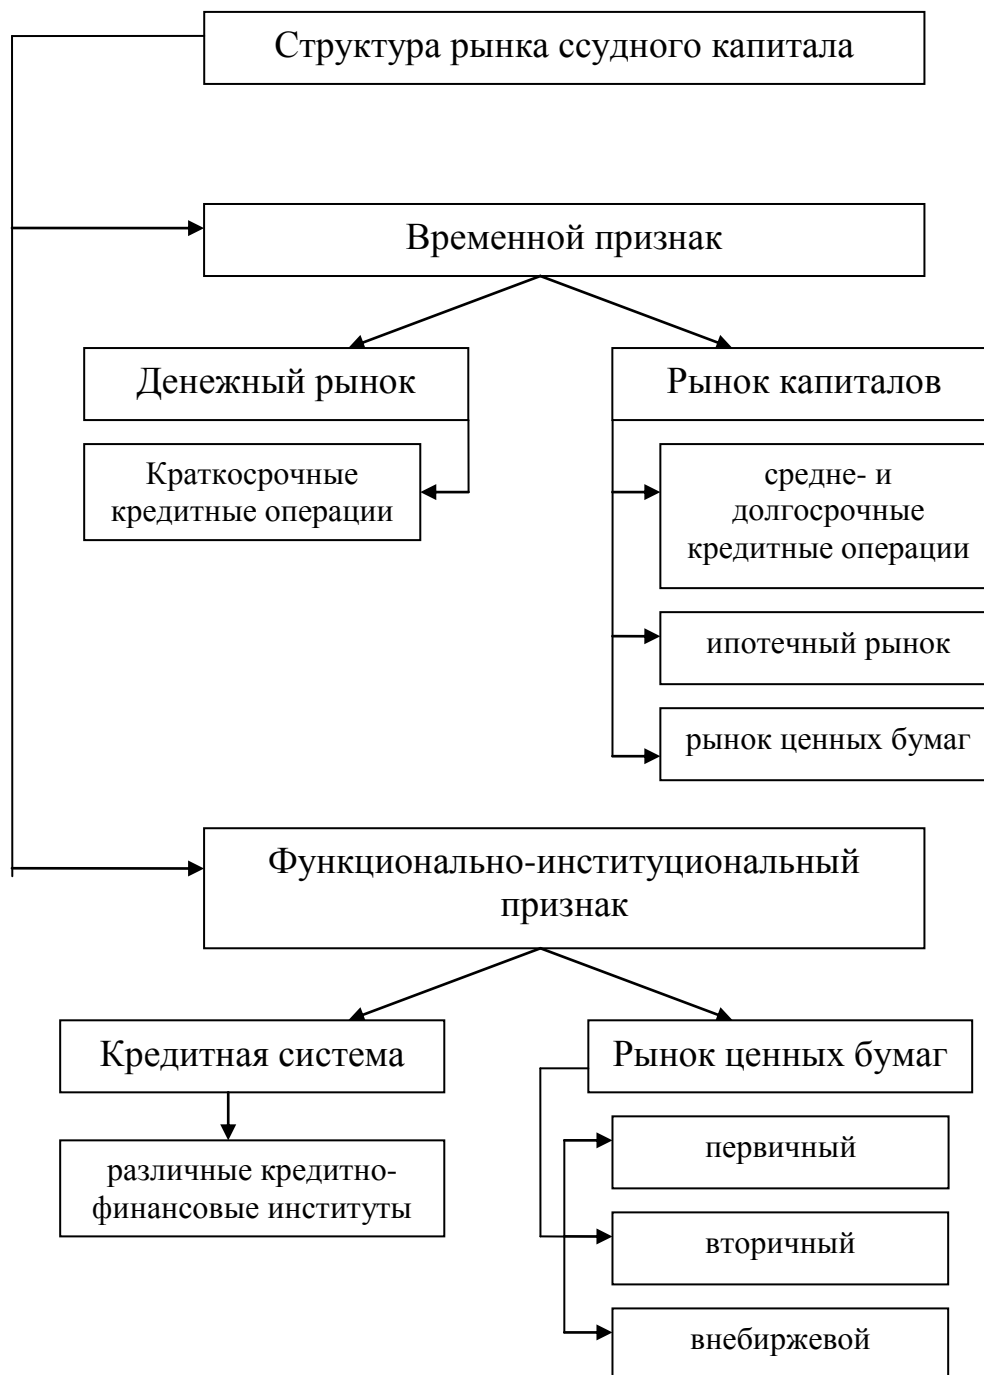 Структура рынка ссудного капитала
Временной признак
Денежный рынок
Краткосрочные
кредитные операции
Рынок капиталов
средне- и
долгосрочные
кредитные операции
ипотечный рынок
рынок ценных бумаг
Функционально-институциональный
признак
Кредитная система
различные кредитно-
финансовые институты
Рынок ценных бумаг
первичный
вторичный
внебиржевой